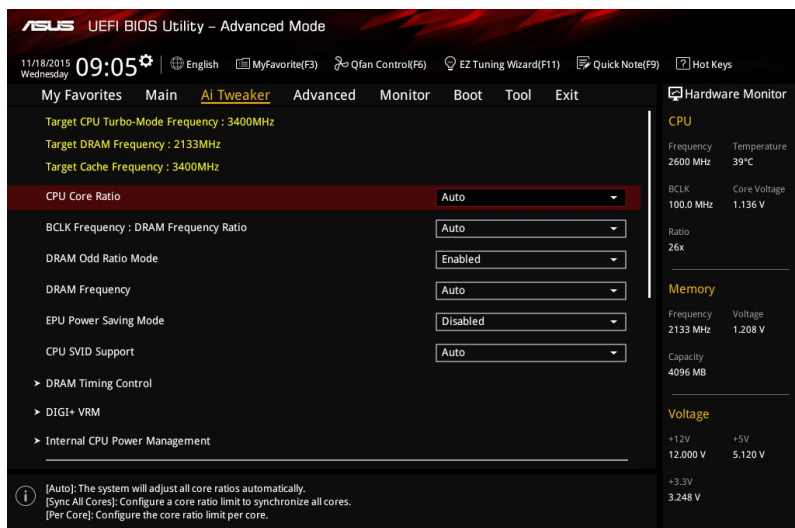 ASUS UEFI BIOS Utility – Advanced Mode
11/18/2015 Wednesday 09:05 English MyFavorite(F3) Qfan Control(F6) EZ Tuning Wizard(F11) Quick Note(F9) ? Hot Keys
My Favorites Main Ai Tweaker Advanced Monitor Boot Tool Exit
Target CPU Turbo-Mode Frequency : 3400MHz
Target DRAM Frequency : 2133MHz
Target Cache Frequency : 3400MHz
CPU Core Ratio Auto
BCLK Frequency : DRAM Frequency Ratio Auto
DRAM Odd Ratio Mode Enabled
DRAM Frequency Auto
EPU Power Saving Mode Disabled
CPU SVID Support Auto
> DRAM Timing Control
> DIGI+ VRM
> Internal CPU Power Management
i
[Auto]: The system will adjust all core ratios automatically.
[Sync All Cores]: Configure a core ratio limit to synchronize all cores.
[Per Core]: Configure the core ratio limit per core.
Hardware Monitor
CPU
Frequency Temperature
2600 MHz 39°C
BCLK Core Voltage
100.0 MHz 1.136 V
Ratio
26x
Memory
Frequency Voltage
2133 MHz 1.208 V
Capacity
4096 MB
Voltage
+12V +5V
12.000 V 5.120 V
+3.3V
3.248 V